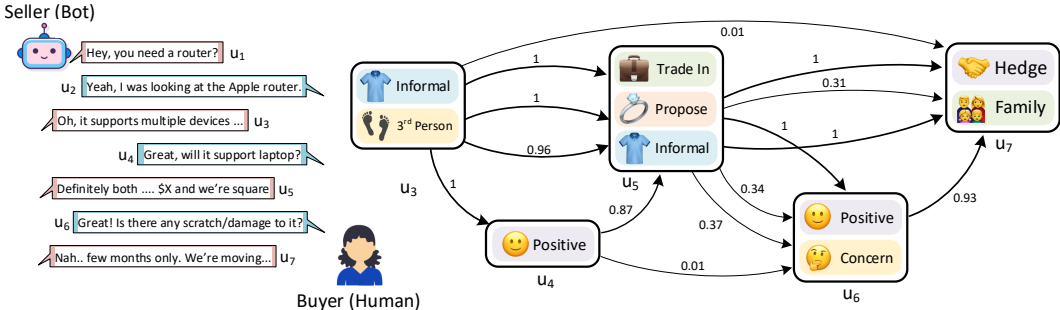 Seller (Bot)
Hey, you need a router? u1
u2 Yeah, I was looking at the Apple router.
Oh, it supports multiple devices ... u3
u4 Great, will it support laptop?
Definitely both .... $X and we're square u5
u6 Great! Is there any scratch/damage to it?
Nah.. few months only. We're moving... u7
Buyer (Human)
Informal
3rd Person
u3
1
1
0.96
1
0.01
Positive
u4
0.87
0.01
Trade In
Propose
Informal
u5
1
0.31
1
1
0.34
0.37
Positive
Concern
u6
0.93
Hedge
Family
u7